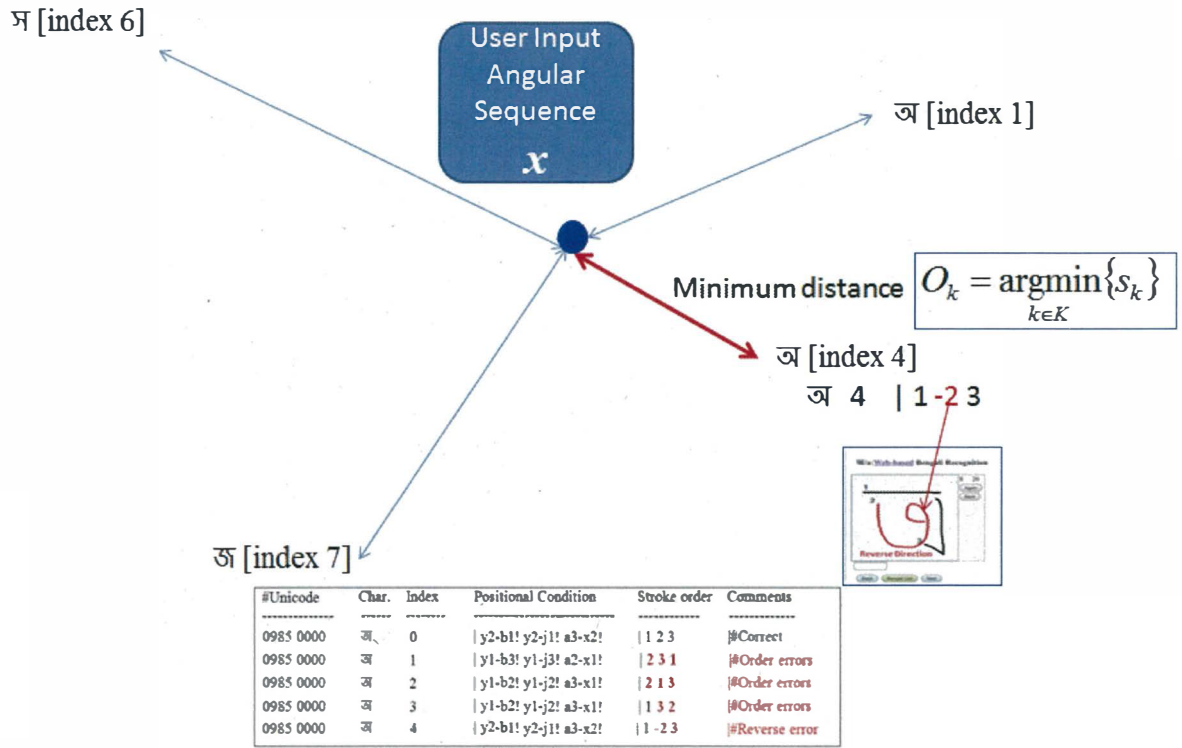 স [index 6]
User Input
Angular
Sequence
x
অ [index 1]
Minimum distance
O_k = argmin{s_k}
k∈K
অ [index 4]
অ 4 | 1 -2 3
Web-based Bengali Recognition
Reverse Direction
জ [index 7]
#Unicode Char. Index Positional Condition Stroke order Comments
0985 0000 অ 0 | y2-b1! y2-j1! a3-x2! | 1 2 3 |#Correct
0985 0000 অ 1 | y1-b3! y1-j3! a2-x1! | 2 3 1 |#Order errors
0985 0000 অ 2 | y1-b2! y1-j2! a3-x1! | 2 1 3 |#Order errors
0985 0000 অ 3 | y1-b2! y1-j2! a3-x1! | 1 3 2 |#Order errors
0985 0000 অ 4 | y2-b1! y2-j1! a3-x2! | 1 -2 3 |#Reverse error